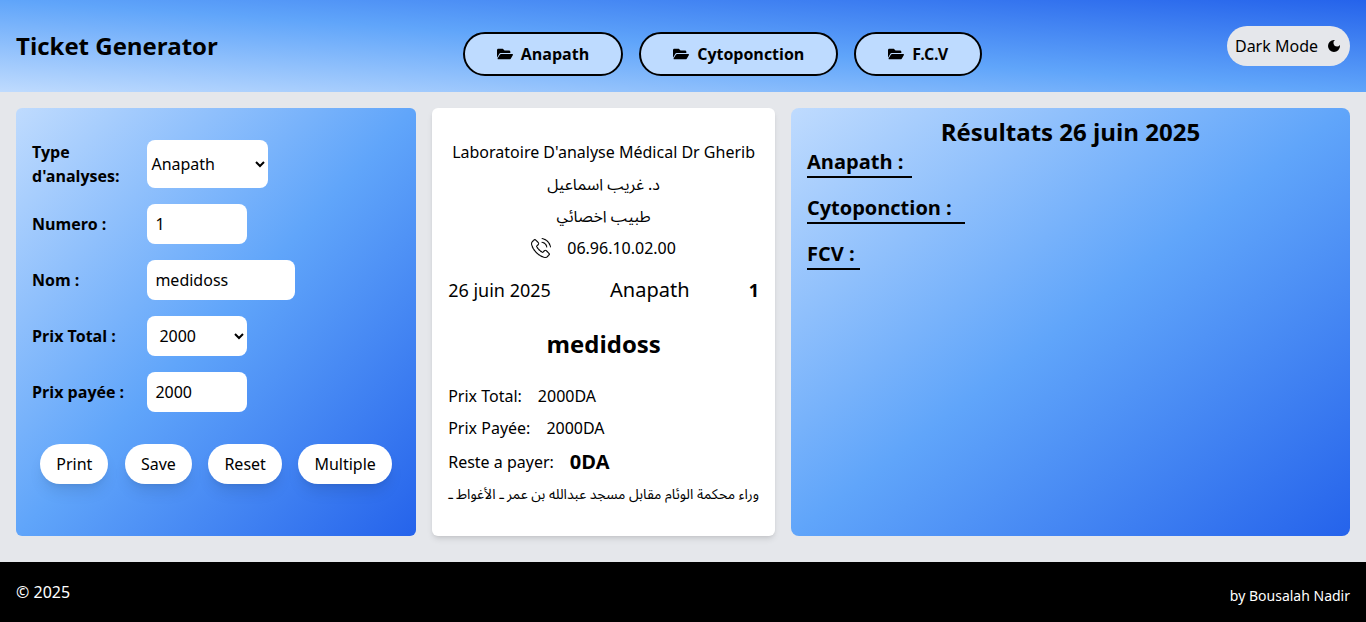 Ticket Generator
Anapath
Cytoponction
F.C.V
Dark Mode
Type d'analyses:
Anapath
Numero :
1
Nom :
medidoss
Prix Total :
2000
Prix payée :
2000
Print
Save
Reset
Multiple
Laboratoire D'analyse Médical Dr Gherib
د. غريب اسماعيل
طبيب اخصائي
06.96.10.02.00
26 juin 2025 Anapath 1
medidoss
Prix Total: 2000DA
Prix Payée: 2000DA
Reste a payer: 0DA
وراء محكمة الوئام مقابل مسجد عبدالله بن عمر ـ الأغواط ـ
Résultats 26 juin 2025
Anapath :
Cytoponction :
FCV :
© 2025
by Bousalah Nadir